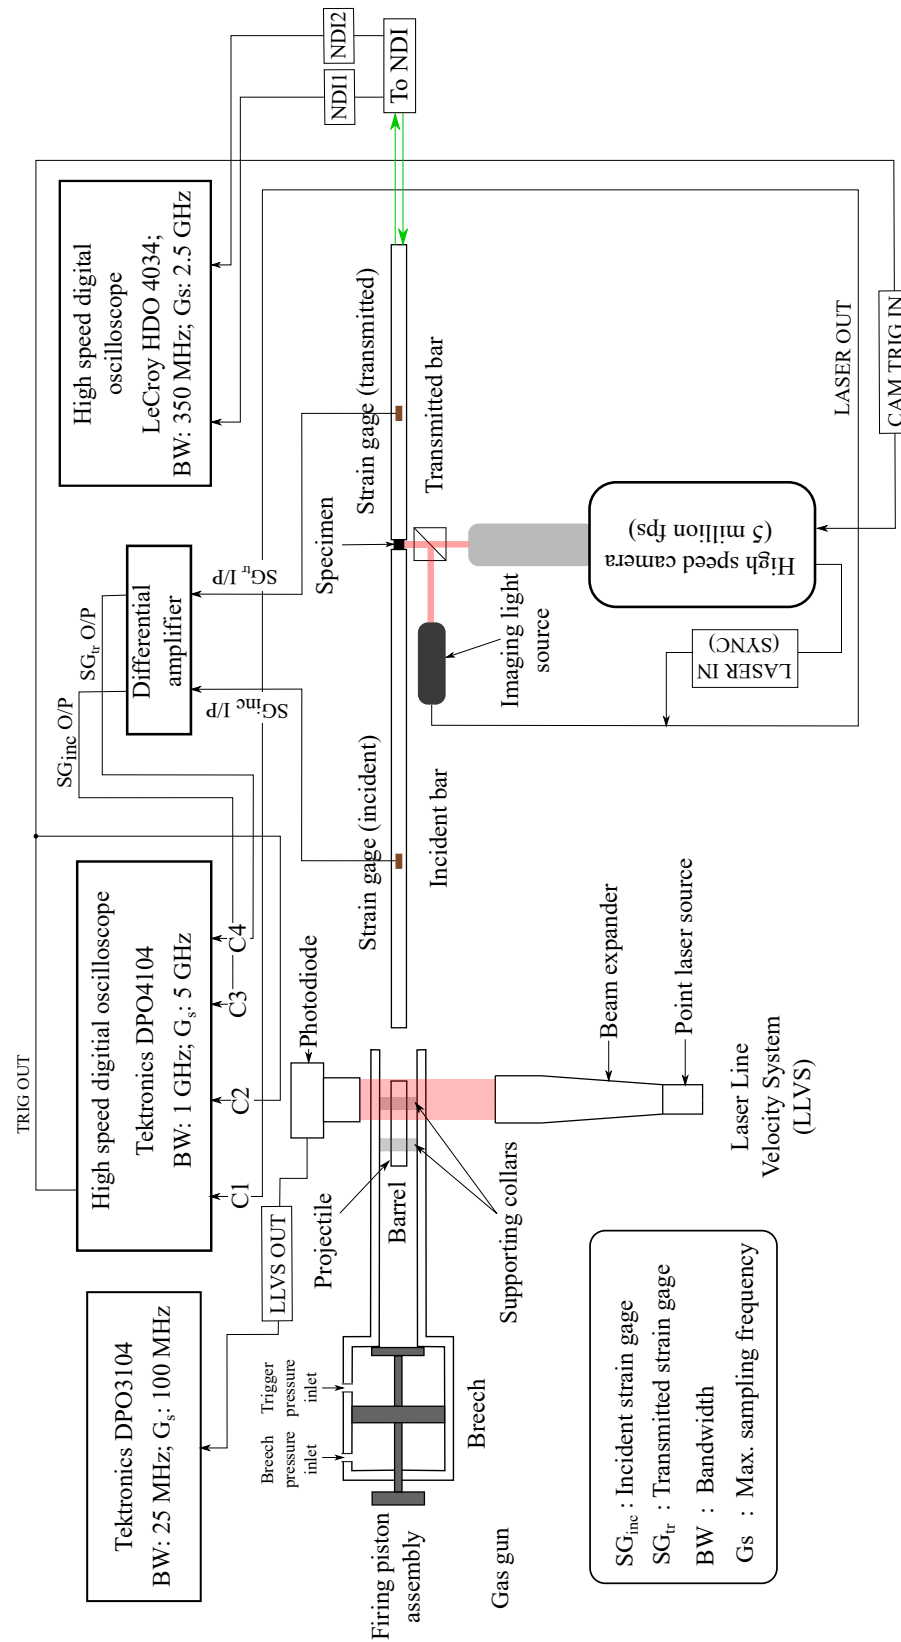 Tektronics DPO3104
BW: 25 MHz; Gs: 100 MHz
High speed digitial oscilloscope
Tektronics DPO4104
BW: 1 GHz; Gs: 5 GHz
C1
C2
C3
C4
TRIG OUT
SGinc O/P
SGtr O/P
Differential
amplifier
SGinc I/P
SGtr I/P
High speed digital
oscilloscope
LeCroy HDO 4034;
BW: 350 MHz; Gs: 2.5 GHz
NDI1
NDI2
To NDI
LLVS OUT
Photodiode
Breech
pressure
inlet
Trigger
pressure
inlet
Projectile
Barrel
Strain gage (incident)
Specimen
Strain gage (transmitted)
Firing piston
assembly
Breech
Supporting collars
Incident bar
Transmitted bar
Gas gun
Imaging light
source
Beam expander
Point laser source
Laser Line
Velocity System
(LLVS)
High speed camera
(5 million fps)
LASER IN
(SYNC)
LASER OUT
CAM TRIG IN
SGinc : Incident strain gage
SGtr : Transmitted strain gage
BW : Bandwidth
Gs : Max. sampling frequency